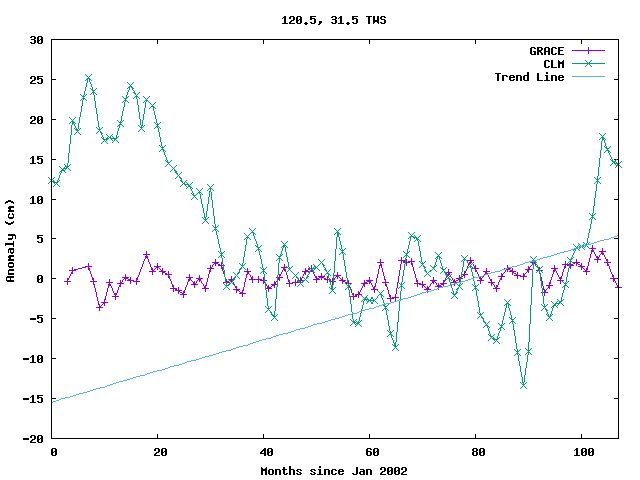 120.5, 31.5 TWS
GRACE
CLM
Trend Line
30
25
20
15
10
5
0
-5
-10
-15
-20
Anomaly (cm)
0 20 40 60 80 100
Months since Jan 2002